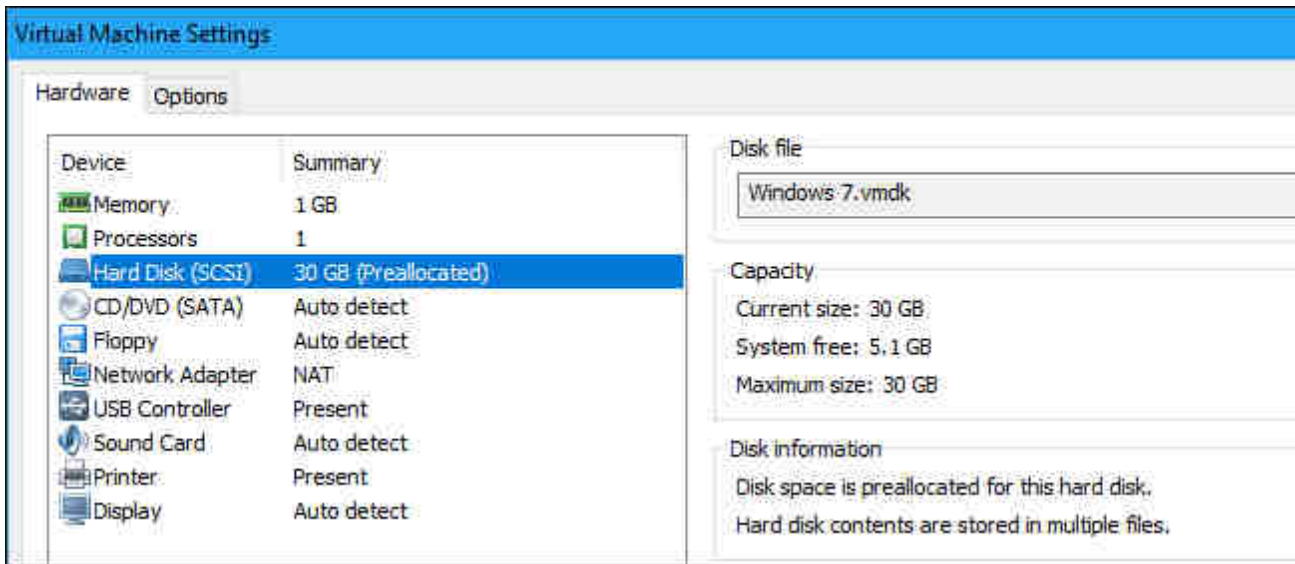 Virtual Machine Settings
Hardware Options
Device Summary
Memory 1 GB
Processors 1
Hard Disk (SCSI) 30 GB (Preallocated)
CD/DVD (SATA) Auto detect
Floppy Auto detect
Network Adapter NAT
USB Controller Present
Sound Card Auto detect
Printer Present
Display Auto detect
Disk file
Windows 7.vmdk
Capacity
Current size: 30 GB
System free: 5.1 GB
Maximum size: 30 GB
Disk information
Disk space is preallocated for this hard disk.
Hard disk contents are stored in multiple files.